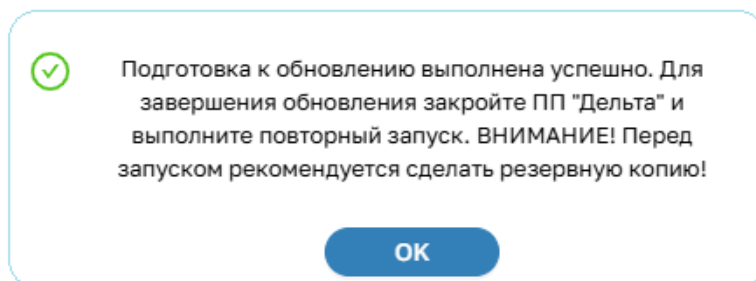 Подготовка к обновлению выполнена успешно. Для
завершения обновления закройте ПП "Дельта" и
выполните повторный запуск. ВНИМАНИЕ! Перед
запуском рекомендуется сделать резервную копию!
ОК